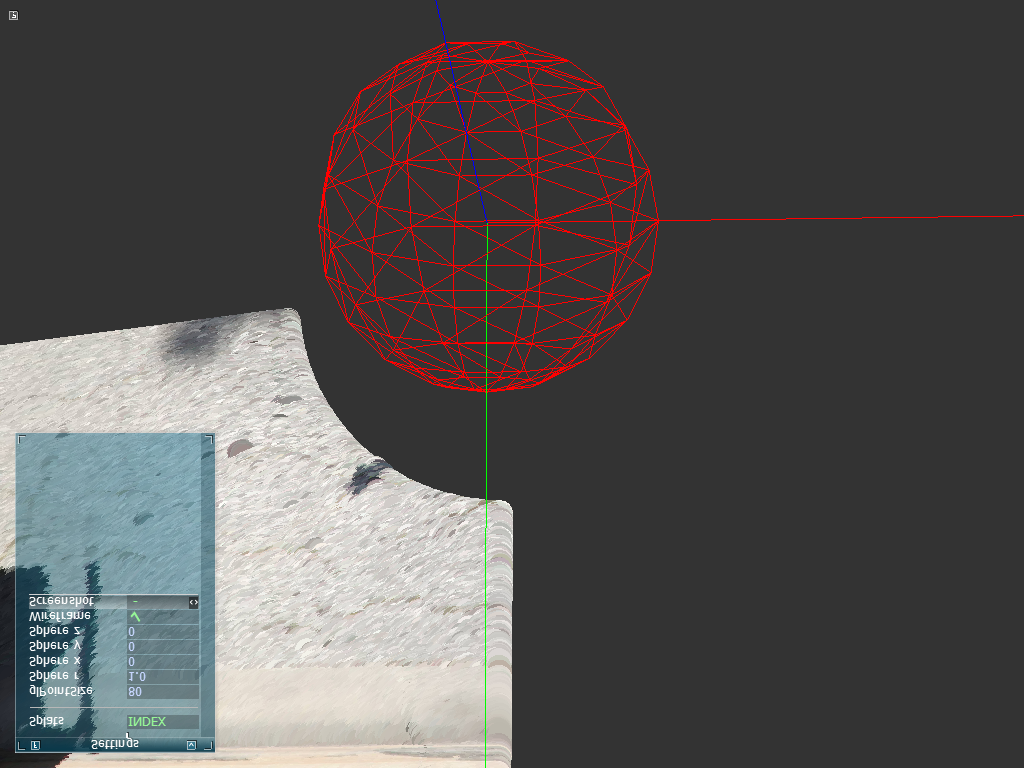 Settings
Splats INDEX
glPointSize 80
Sphere r 1.0
Sphere x 0
Sphere y 0
Sphere z 0
Wireframe
Screenshot -